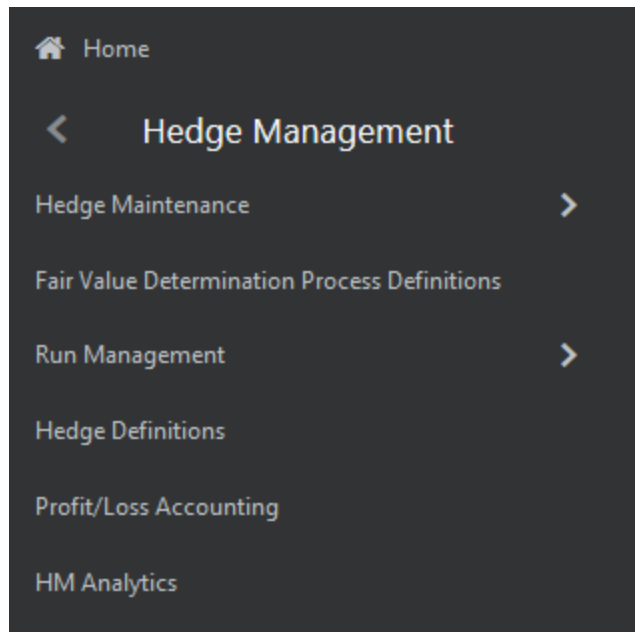 Home
Hedge Management
Hedge Maintenance
Fair Value Determination Process Definitions
Run Management
Hedge Definitions
Profit/Loss Accounting
HM Analytics